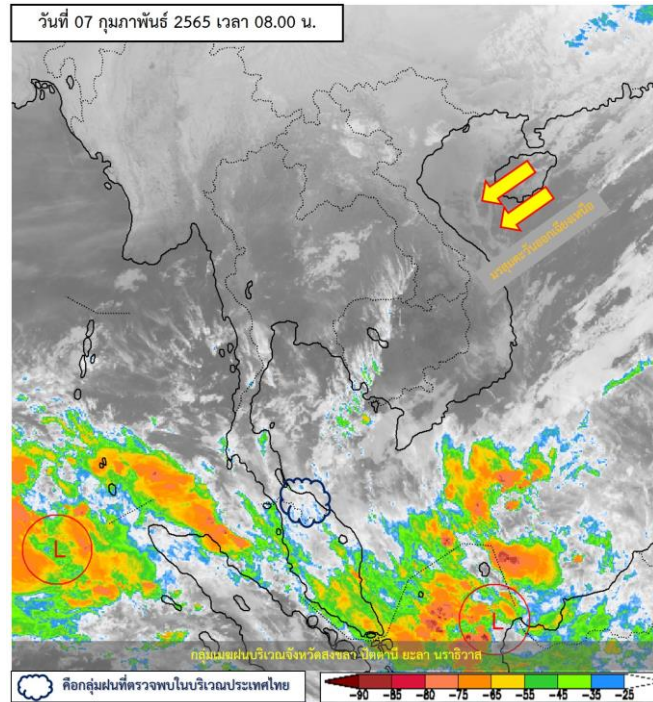 วันที่ 07 กุมภาพันธ์ 2565 เวลา 08.00 น.
มรสุมตะวันออกเฉียงเหนือ
L
L
กลุ่มเมฆฝนบริเวณจังหวัดสงขลา ปัตตานี ยะลา นราธิวาส
คือกลุ่มฝนที่ตรวจพบในบริเวณประเทศไทย
-90 -85 -80 -75 -65 -55 -45 -35 -25